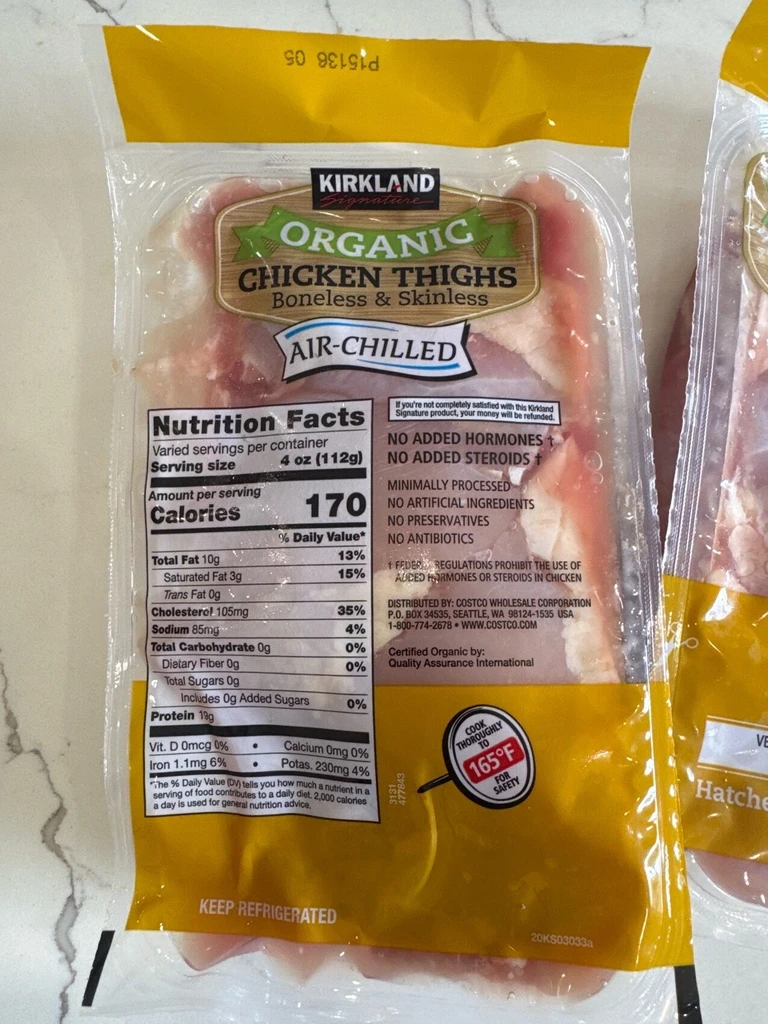 P15136 05
KIRKLAND
Signature
ORGANIC
CHICKEN THIGHS
Boneless & Skinless
AIR-CHILLED
Nutrition Facts
Varied servings per container
Serving size 4 oz (112g)
Amount per serving
Calories 170
% Daily Value*
Total Fat 10g 13%
Saturated Fat 3g 15%
Trans Fat 0g
Cholesterol 105mg 35%
Sodium 85mg 4%
Total Carbohydrate 0g 0%
Dietary Fiber 0g 0%
Total Sugars 0g
Includes 0g Added Sugars 0%
Protein 19g
Vit. D 0mcg 0% • Calcium 0mg 0%
Iron 1.1mg 6% • Potas. 230mg 4%
*The % Daily Value (DV) tells you how much a nutrient in a
serving of food contributes to a daily diet. 2,000 calories
a day is used for general nutrition advice.
If you're not completely satisfied with this Kirkland
Signature product, your money will be refunded.
NO ADDED HORMONES †
NO ADDED STEROIDS †
MINIMALLY PROCESSED
NO ARTIFICIAL INGREDIENTS
NO PRESERVATIVES
NO ANTIBIOTICS
† FEDERAL REGULATIONS PROHIBIT THE USE OF
ADDED HORMONES OR STEROIDS IN CHICKEN
DISTRIBUTED BY: COSTCO WHOLESALE CORPORATION
P.O. BOX 34535, SEATTLE, WA 98124-1535 USA
1-800-774-2678 • WWW.COSTCO.COM
Certified Organic by:
Quality Assurance International
COOK
THOROUGHLY
TO
165°F
FOR
SAFETY
3131
477643
KEEP REFRIGERATED
20KS03033a
VE
Hatche